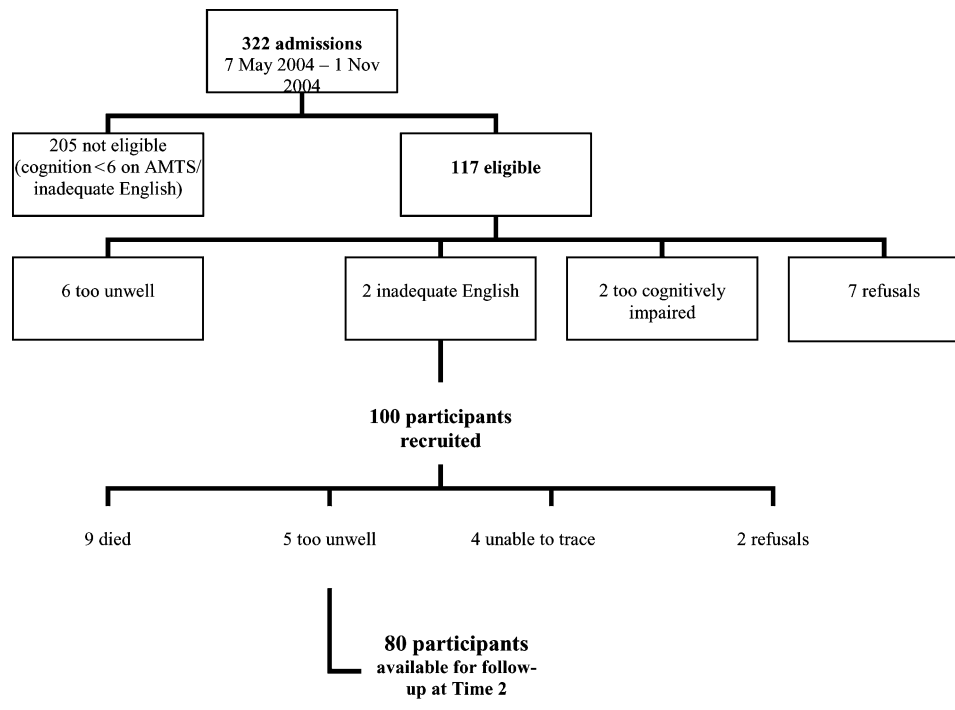 322 admissions
7 May 2004 – 1 Nov
2004
205 not eligible
(cognition <6 on AMTS/
inadequate English)
117 eligible
6 too unwell
2 inadequate English
2 too cognitively
impaired
7 refusals
100 participants
recruited
9 died
5 too unwell
4 unable to trace
2 refusals
80 participants
available for follow-
up at Time 2